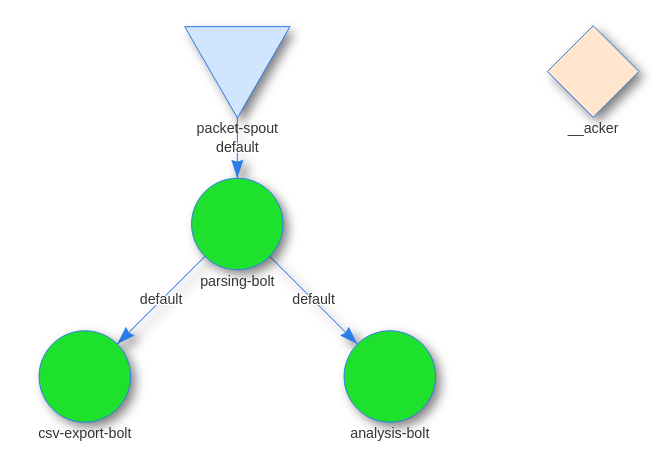 packet-spout
default
__acker
parsing-bolt
default
default
csv-export-bolt
analysis-bolt